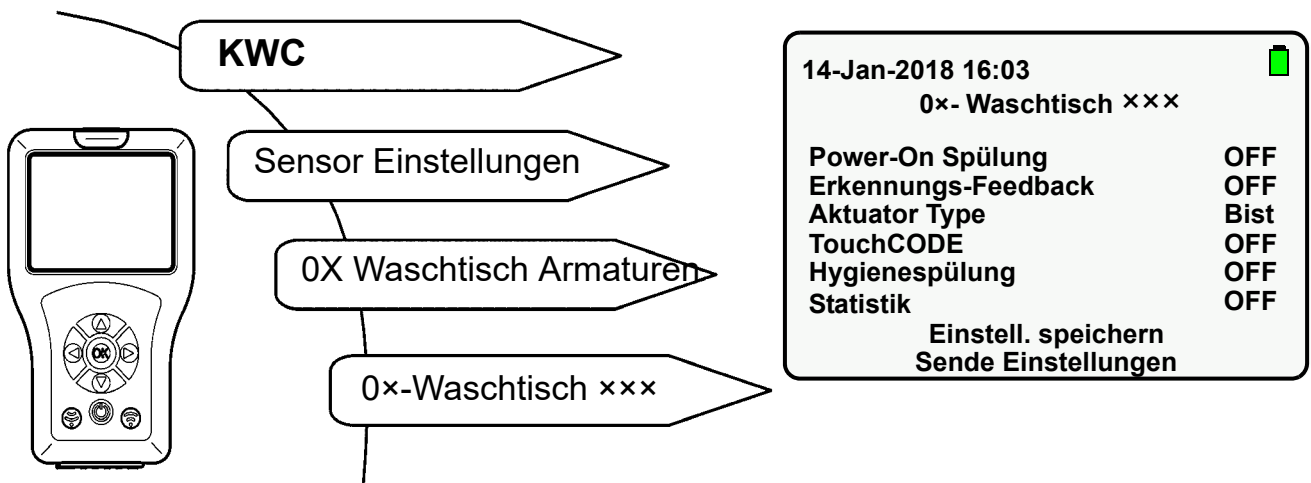 KWC
Sensor Einstellungen
0X Waschtisch Armaturen
0×-Waschtisch ×××
OK
14-Jan-2018 16:03
0×- Waschtisch ×××
Power-On Spülung OFF
Erkennungs-Feedback OFF
Aktuator Type Bist
TouchCODE OFF
Hygienespülung OFF
Statistik OFF
Einstell. speichern
Sende Einstellungen